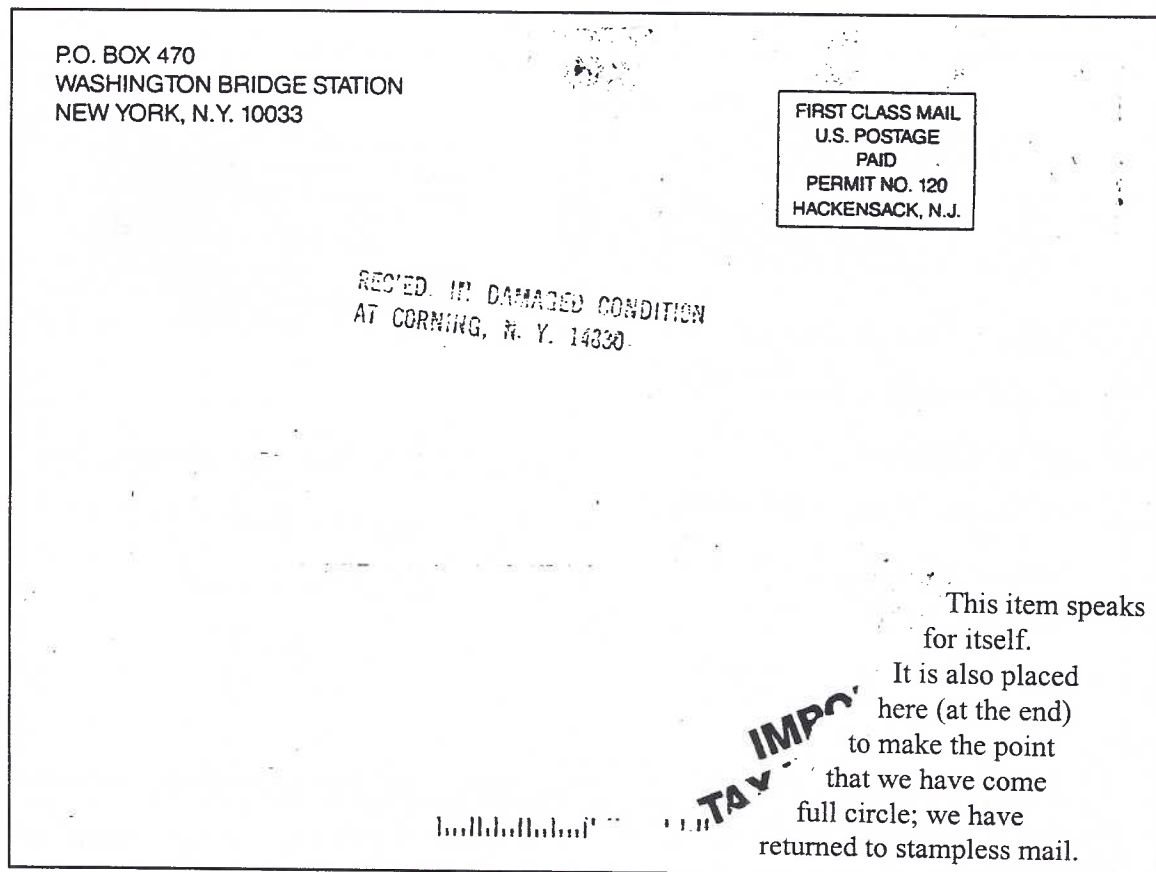 P.O. BOX 470
WASHINGTON BRIDGE STATION
NEW YORK, N.Y. 10033
FIRST CLASS MAIL
U.S. POSTAGE
PAID
PERMIT NO. 120
HACKENSACK, N.J.
REC'ED. IN DAMAGED CONDITION
AT CORNING, N. Y. 14830
This item speaks
for itself.
It is also placed
here (at the end)
to make the point
that we have come
full circle; we have
returned to stampless mail.
IMPO
TAX